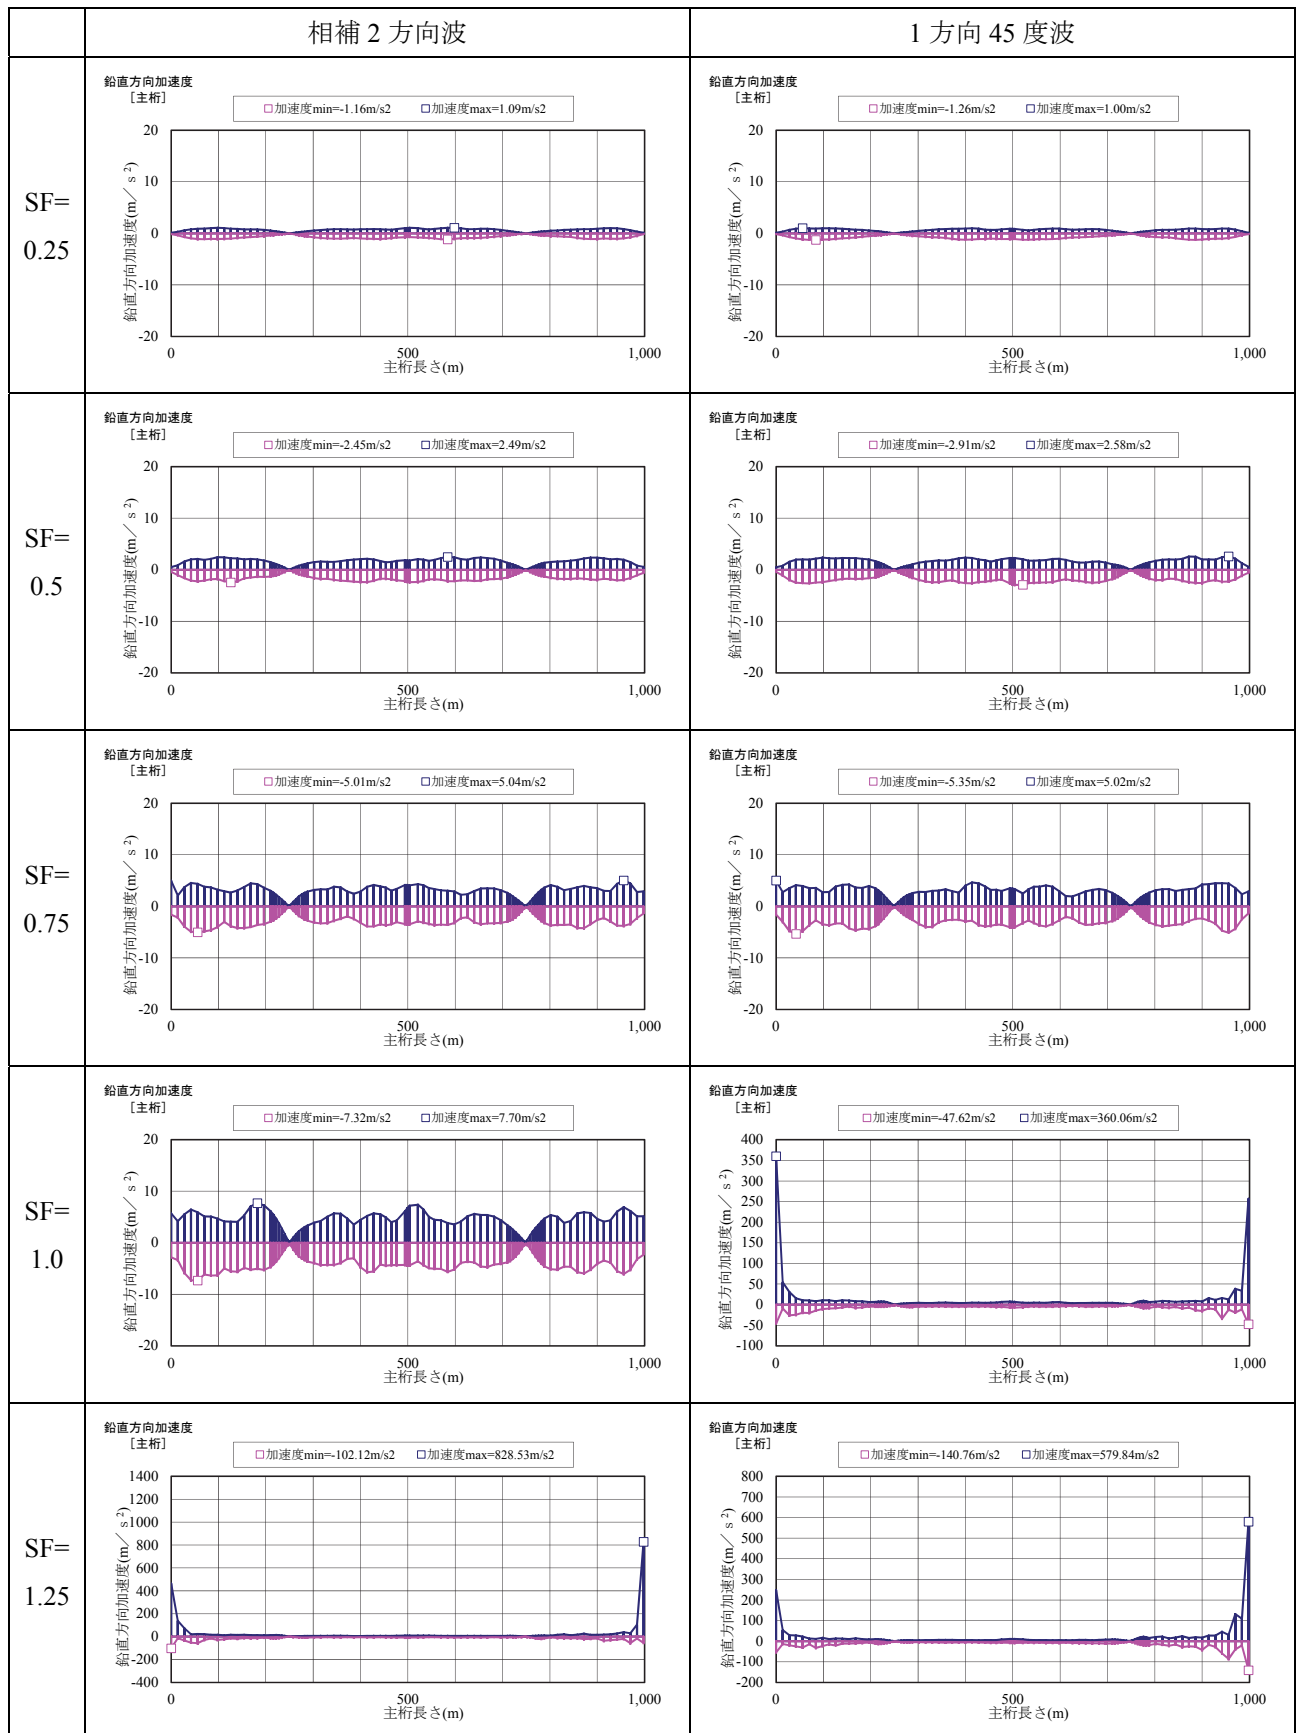 相補 2 方向波
1 方向 45 度波
SF=
0.25
鉛直方向加速度
［主桁］
加速度min=-1.16m/s2 加速度max=1.09m/s2
鉛直方向加速度(m／ｓ²)
20
10
0
-10
-20
0 500 1,000
主桁長さ(m)
鉛直方向加速度
［主桁］
加速度min=-1.26m/s2 加速度max=1.00m/s2
鉛直方向加速度(m／ｓ²)
20
10
0
-10
-20
0 500 1,000
主桁長さ(m)
SF=
0.5
鉛直方向加速度
［主桁］
加速度min=-2.45m/s2 加速度max=2.49m/s2
鉛直方向加速度(m／ｓ²)
20
10
0
-10
-20
0 500 1,000
主桁長さ(m)
鉛直方向加速度
［主桁］
加速度min=-2.91m/s2 加速度max=2.58m/s2
鉛直方向加速度(m／ｓ²)
20
10
0
-10
-20
0 500 1,000
主桁長さ(m)
SF=
0.75
鉛直方向加速度
［主桁］
加速度min=-5.01m/s2 加速度max=5.04m/s2
鉛直方向加速度(m／ｓ²)
20
10
0
-10
-20
0 500 1,000
主桁長さ(m)
鉛直方向加速度
［主桁］
加速度min=-5.35m/s2 加速度max=5.02m/s2
鉛直方向加速度(m／ｓ²)
20
10
0
-10
-20
0 500 1,000
主桁長さ(m)
SF=
1.0
鉛直方向加速度
［主桁］
加速度min=-7.32m/s2 加速度max=7.70m/s2
鉛直方向加速度(m／ｓ²)
20
10
0
-10
-20
0 500 1,000
主桁長さ(m)
鉛直方向加速度
［主桁］
加速度min=-47.62m/s2 加速度max=360.06m/s2
鉛直方向加速度(m／ｓ²)
400
350
300
250
200
150
100
50
0
-50
-100
0 500 1,000
主桁長さ(m)
SF=
1.25
鉛直方向加速度
［主桁］
加速度min=-102.12m/s2 加速度max=828.53m/s2
鉛直方向加速度(m／ｓ²)
1400
1200
1000
800
600
400
200
0
-200
-400
0 500 1,000
主桁長さ(m)
鉛直方向加速度
［主桁］
加速度min=-140.76m/s2 加速度max=579.84m/s2
鉛直方向加速度(m／ｓ²)
800
700
600
500
400
300
200
100
0
-100
-200
0 500 1,000
主桁長さ(m)